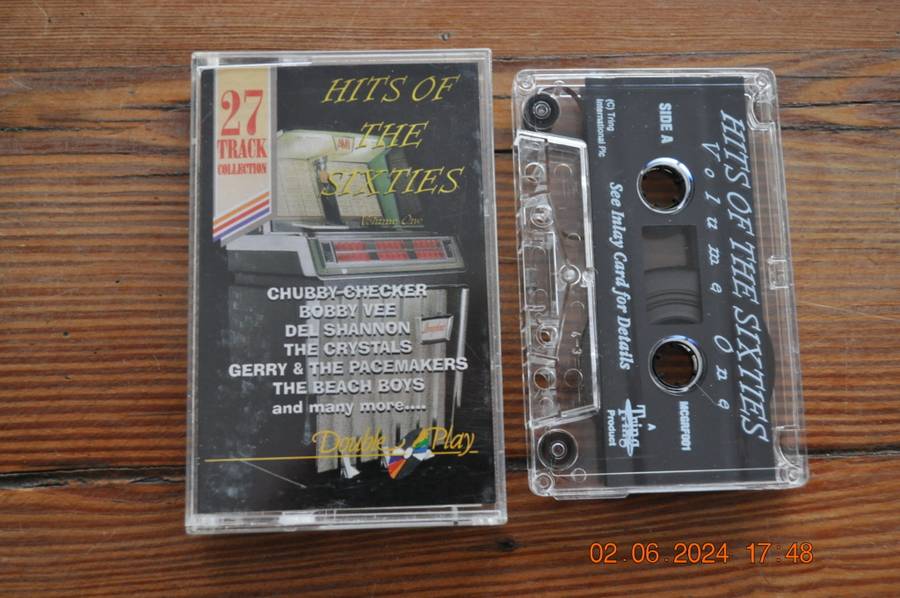 27
TRACK
COLLECTION
HITS OF
THE
SIXTIES
Volume One
CHUBBY CHECKER
BOBBY VEE
DEL SHANNON
THE CRYSTALS
GERRY & THE PACEMAKERS
THE BEACH BOYS
and many more....
Double Play
HITS OF THE SIXTIES
Volume One
SIDE A
MCGRF001
(C) Tring
International Plc.
See Inlay Card for Details
A
Tring
Product
02.06.2024 17:48